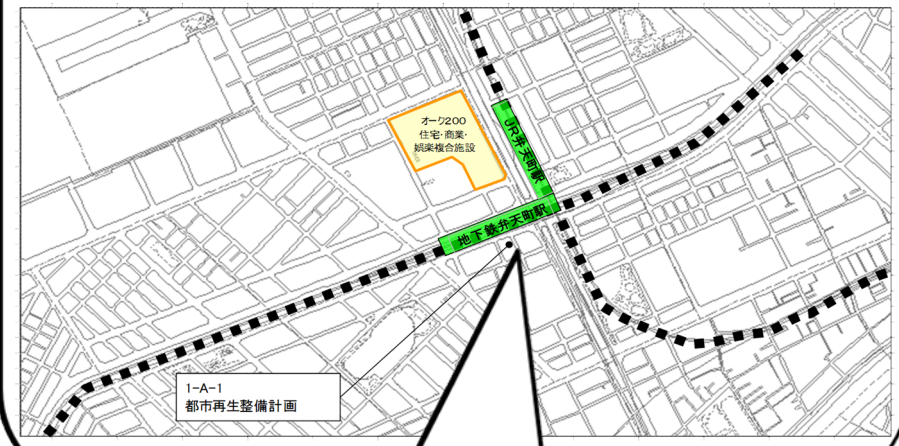 オーク200
住宅・商業・
娯楽複合施設
JR弁天町駅
地下鉄弁天町駅
1-A-1
都市再生整備計画